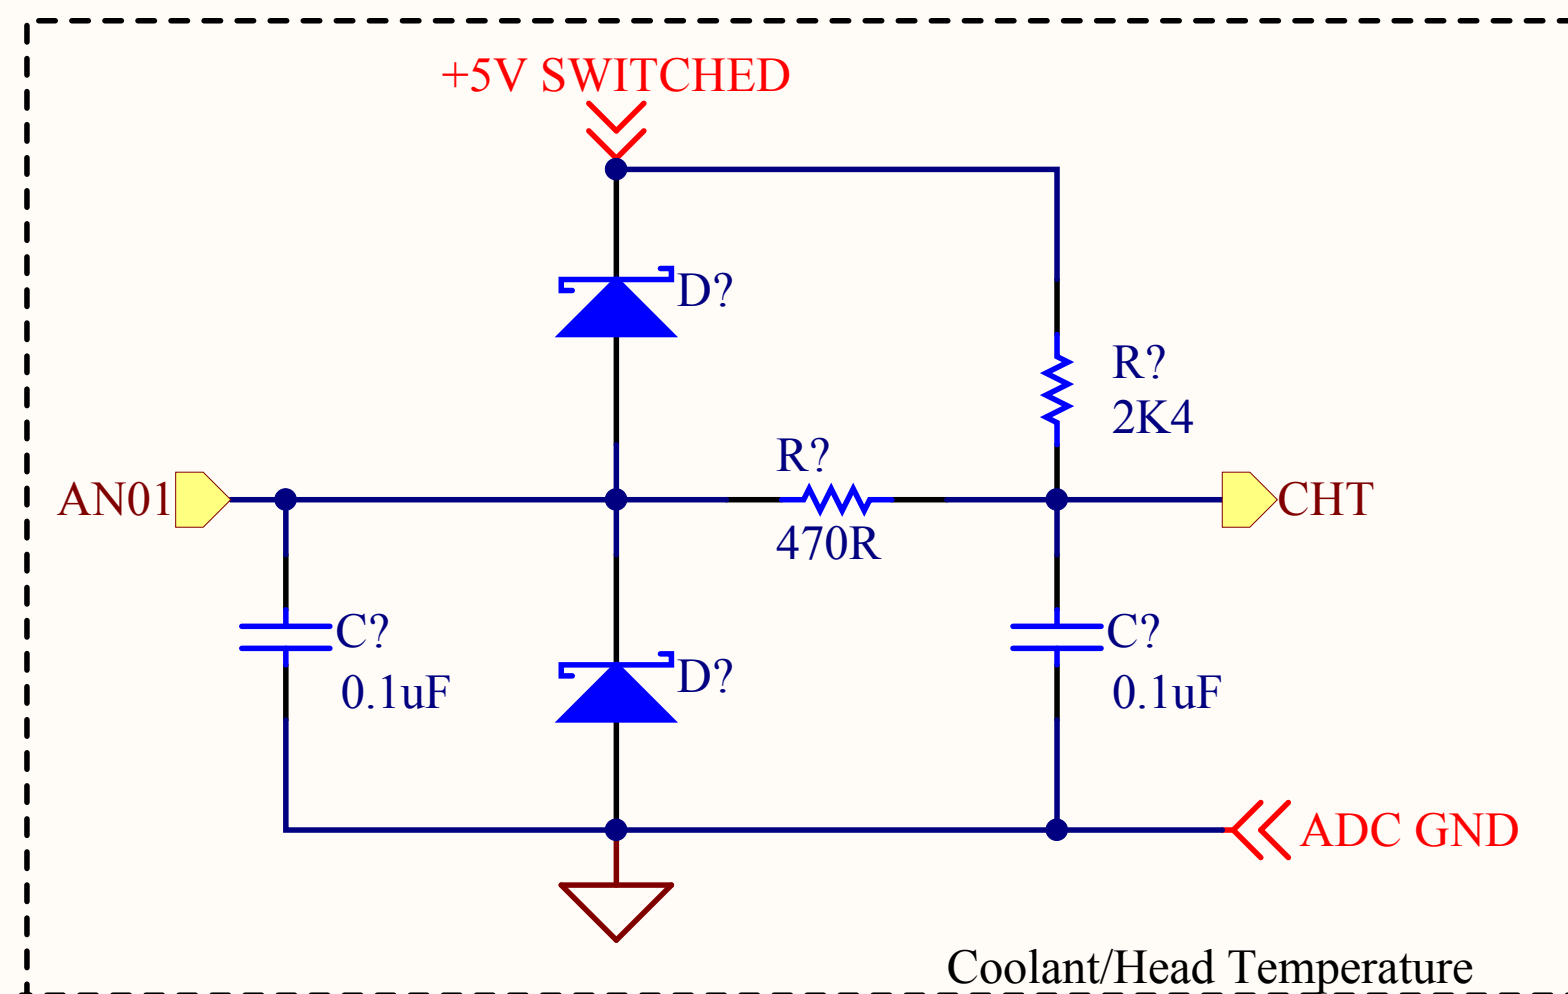 +5V SWITCHED
D?
R?
2K4
R?
AN01
CHT
470R
C?
0.1uF
D?
C?
0.1uF
ADC GND
Coolant/Head Temperature